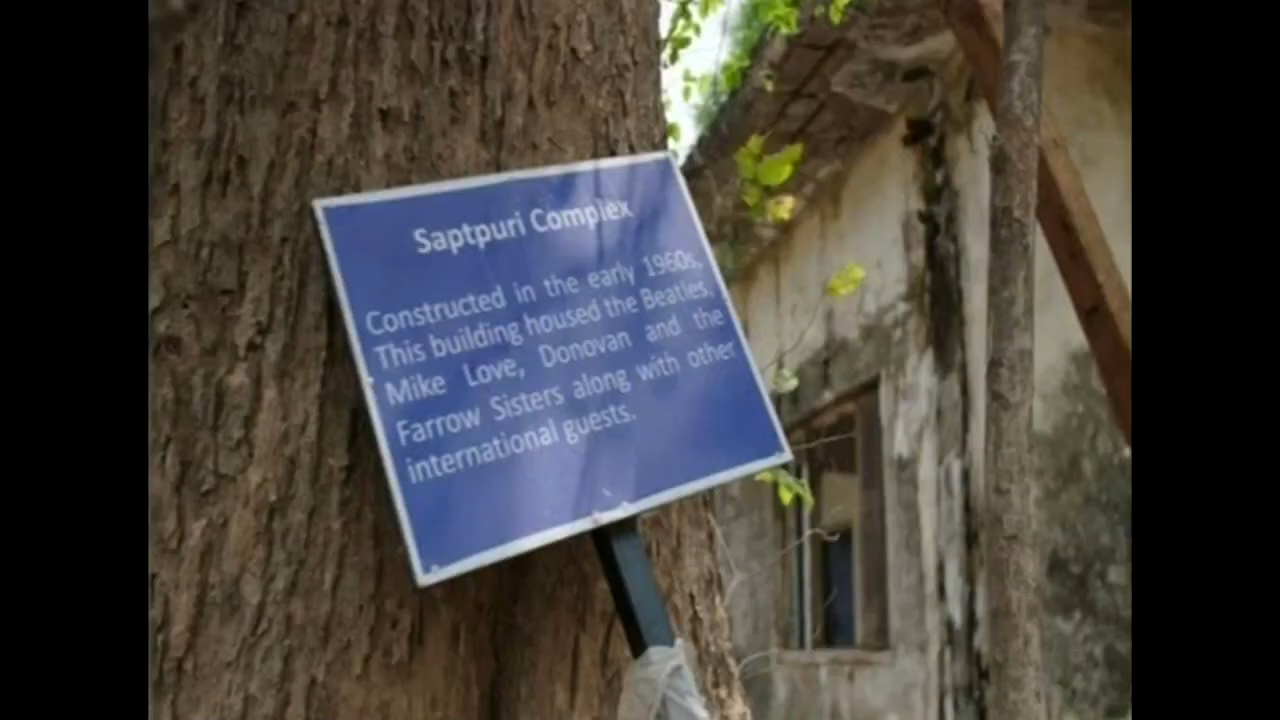 Saptpuri Complex
Constructed in the early 1960s,
This building housed the Beatles,
Mike Love, Donovan and the
Farrow Sisters along with other
international guests.